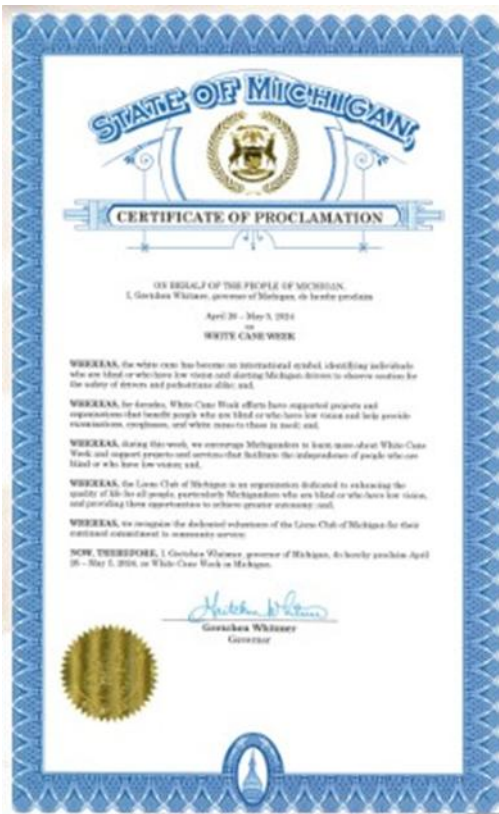 STATE OF MICHIGAN,
CERTIFICATE OF PROCLAMATION
ON BEHALF OF THE PEOPLE OF MICHIGAN,
I, Gretchen Whitmer, governor of Michigan, do hereby proclaim
April 26 – May 5, 2024
as
WHITE CANE WEEK
WHEREAS, the white cane has become an international symbol, identifying individuals
who are blind or who have low vision and alerting Michigan drivers to observe caution for
the safety of drivers and pedestrians alike; and,
WHEREAS, for decades, White Cane Week efforts have supported projects and
organizations that benefit people who are blind or who have low vision and help provide
examinations, eyeglasses, and white canes to those in need; and,
WHEREAS, during this week, we encourage Michiganders to learn more about White Cane
Week and support projects and services that facilitate the independence of people who are
blind or who have low vision; and,
WHEREAS, the Lions Club of Michigan is an organization dedicated to enhancing the
quality of life for all people, particularly Michiganders who are blind or who have low vision,
and providing them opportunities to achieve greater autonomy; and,
WHEREAS, we recognize the dedicated volunteers of the Lions Club of Michigan for their
continued commitment to community service;
NOW, THEREFORE, I, Gretchen Whitmer, governor of Michigan, do hereby proclaim April
26 – May 5, 2024, as White Cane Week in Michigan.
Gretchen Whitmer
Gretchen Whitmer
Governor